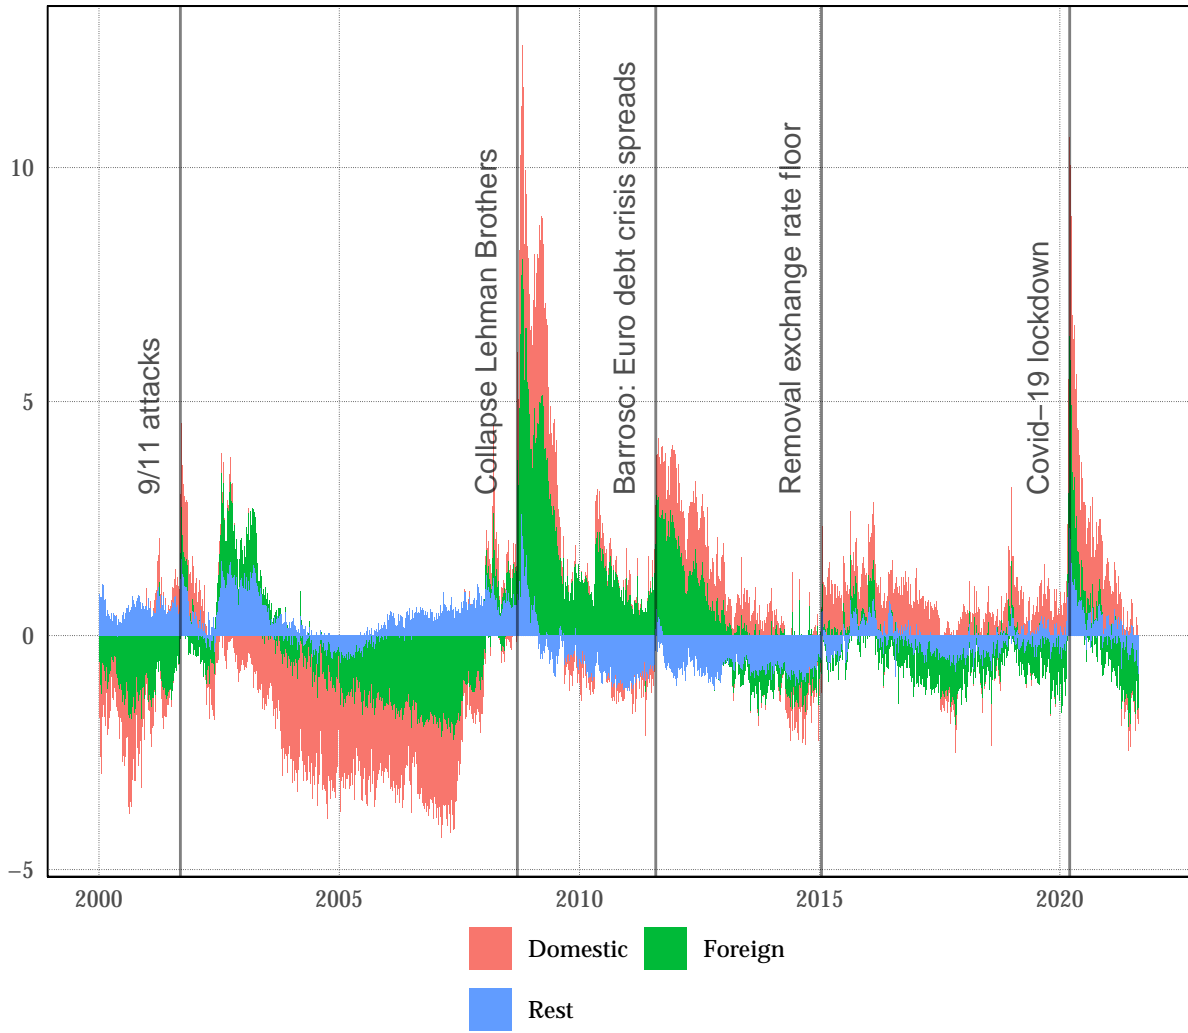 10
5
0
−5
9/11 attacks
Collapse Lehman Brothers
Barroso: Euro debt crisis spreads
Removal exchange rate floor
Covid−19 lockdown
2000
2005
2010
2015
2020
Domestic
Foreign
Rest